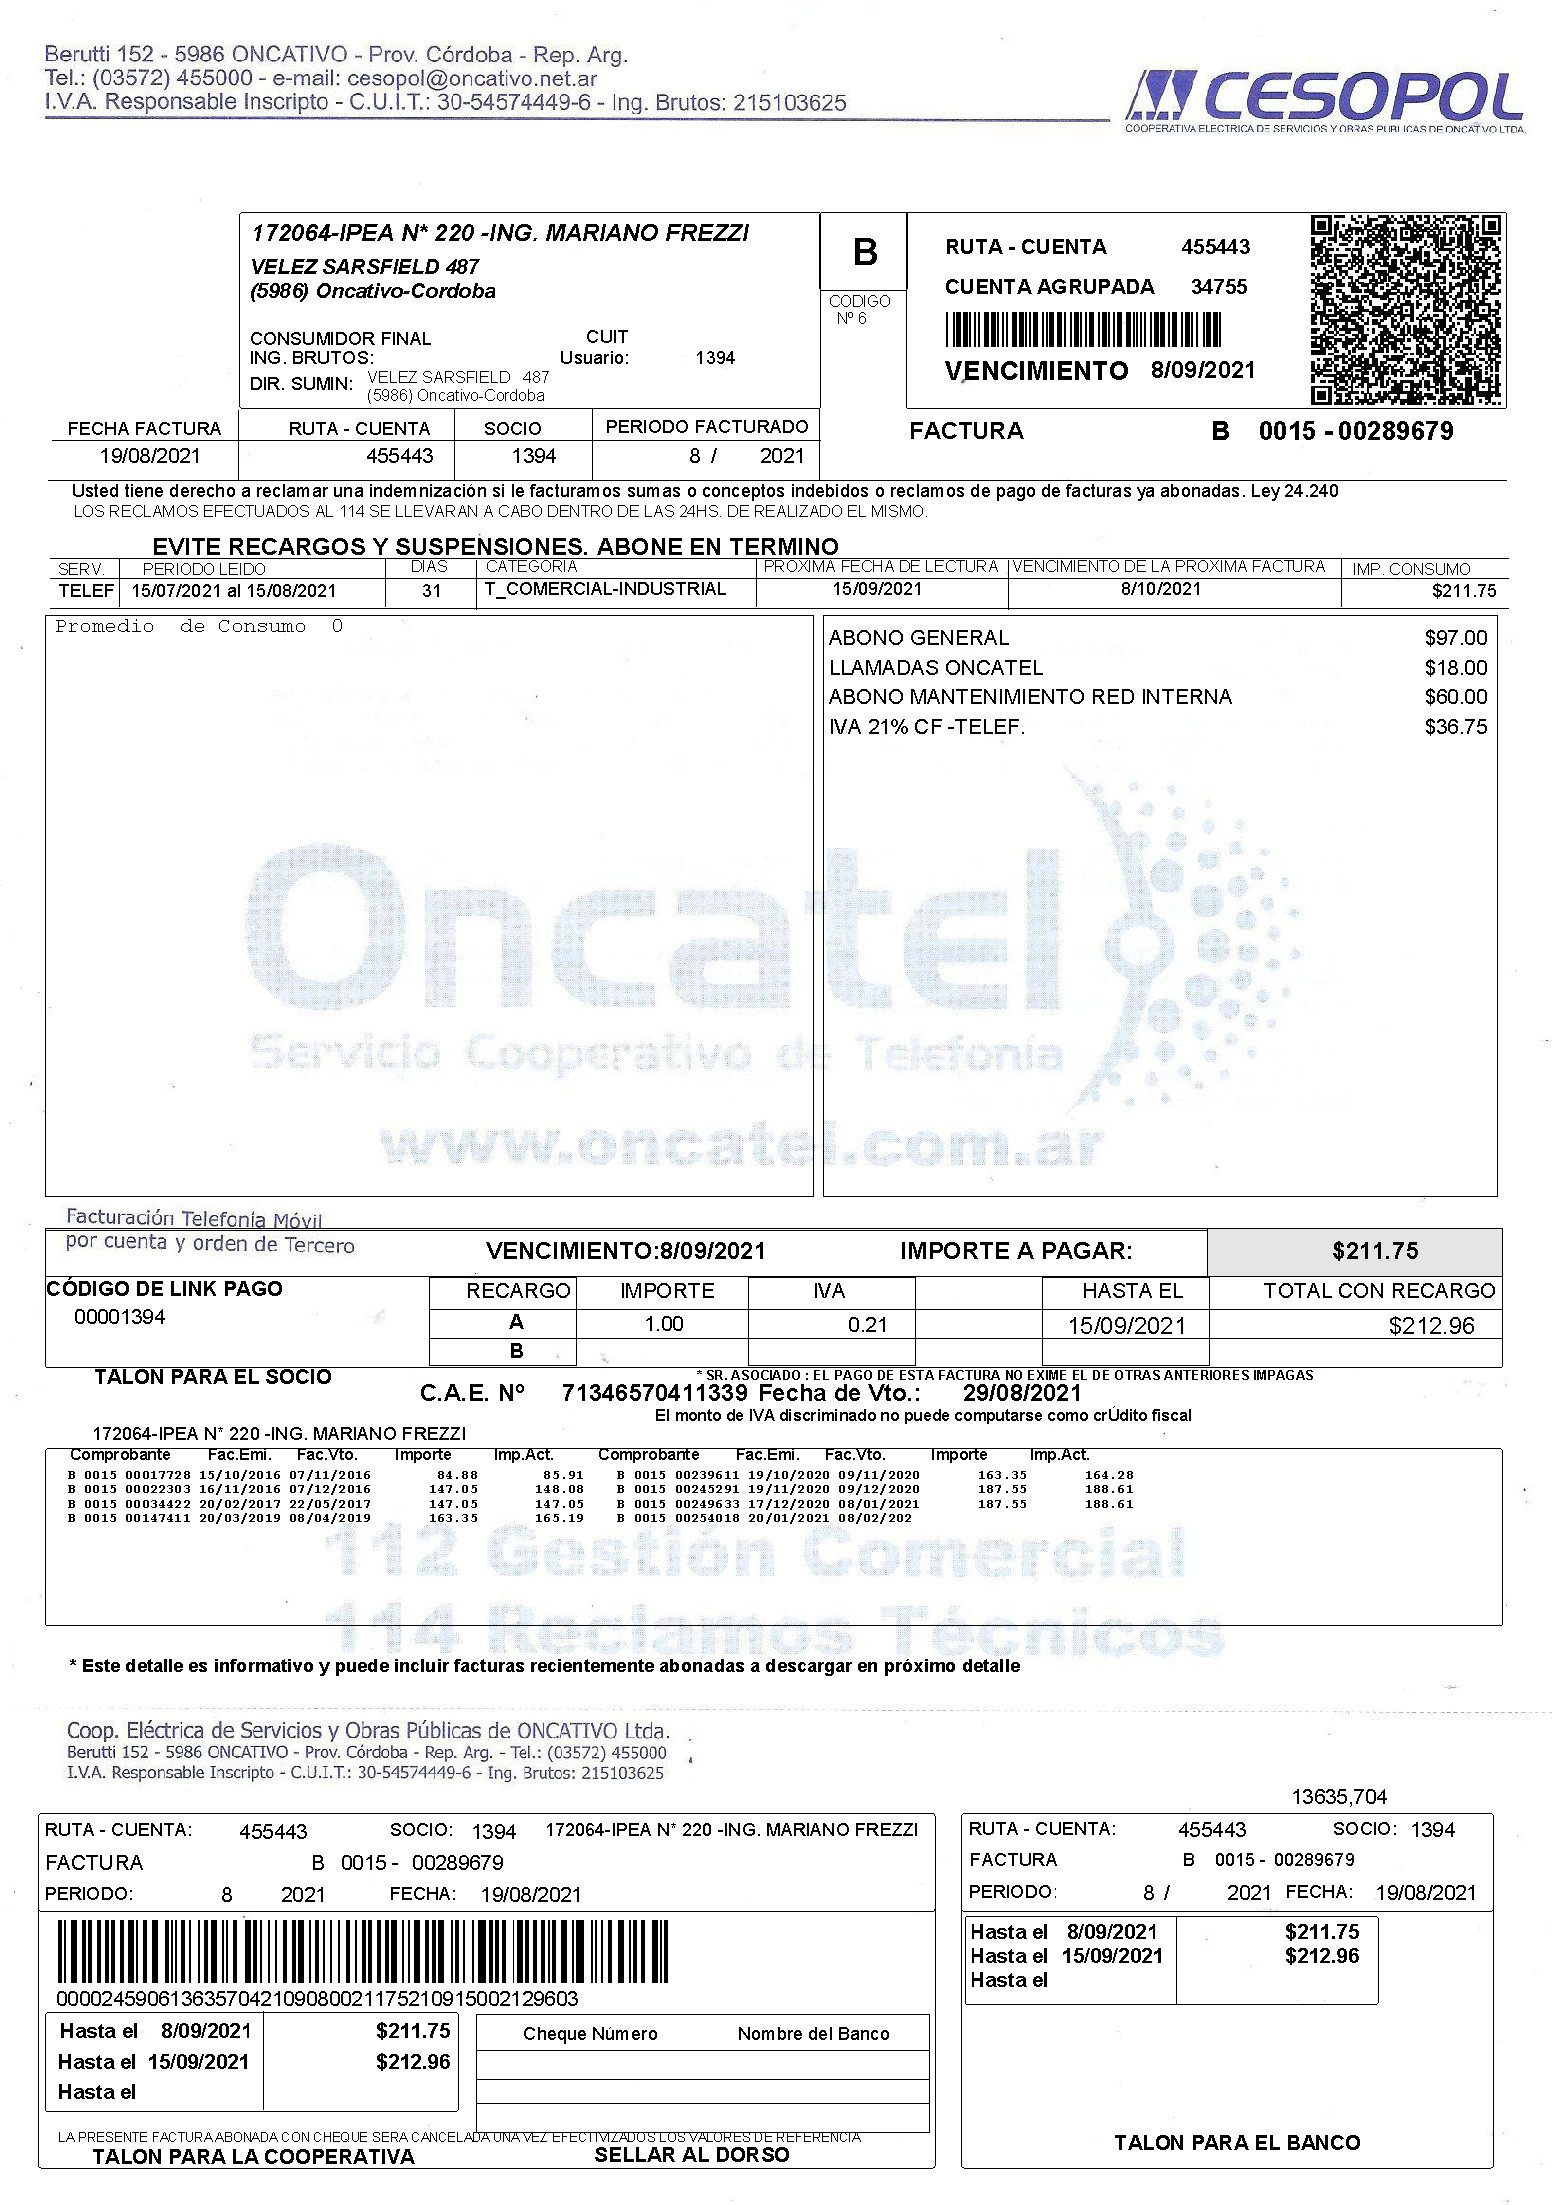 Berutti 152 - 5986 ONCATIVO - Prov. Córdoba - Rep. Arg.
Tel.: (03572) 455000 - e-mail: cesopol@oncativo.net.ar
I.V.A. Responsable Inscripto - C.U.I.T.: 30-54574449-6 - Ing. Brutos: 215103625
CESOPOL
COOPERATIVA ELECTRICA DE SERVICIOS Y OBRAS PUBLICAS DE ONCATIVO LTDA.
172064-IPEA N* 220 -ING. MARIANO FREZZI
VELEZ SARSFIELD 487
(5986) Oncativo-Cordoba
CONSUMIDOR FINAL CUIT
ING. BRUTOS: Usuario: 1394
DIR. SUMIN: VELEZ SARSFIELD 487
(5986) Oncativo-Cordoba
B
CODIGO
Nº 6
RUTA - CUENTA 455443
CUENTA AGRUPADA 34755
VENCIMIENTO 8/09/2021
FECHA FACTURA RUTA - CUENTA SOCIO PERIODO FACTURADO
19/08/2021 455443 1394 8 / 2021
FACTURA B 0015 - 00289679
Usted tiene derecho a reclamar una indemnización si le facturamos sumas o conceptos indebidos o reclamos de pago de facturas ya abonadas. Ley 24.240
LOS RECLAMOS EFECTUADOS AL 114 SE LLEVARAN A CABO DENTRO DE LAS 24HS. DE REALIZADO EL MISMO.
EVITE RECARGOS Y SUSPENSIONES. ABONE EN TERMINO
SERV. PERIODO LEIDO DIAS CATEGORIA PROXIMA FECHA DE LECTURA VENCIMIENTO DE LA PROXIMA FACTURA IMP. CONSUMO
TELEF 15/07/2021 al 15/08/2021 31 T_COMERCIAL-INDUSTRIAL 15/09/2021 8/10/2021 $211.75
Promedio de Consumo 0
ABONO GENERAL $97.00
LLAMADAS ONCATEL $18.00
ABONO MANTENIMIENTO RED INTERNA $60.00
IVA 21% CF -TELEF. $36.75
Oncatel
Servicio Cooperativo de Telefonía
www.oncatel.com.ar
Facturación Telefonía Móvil
por cuenta y orden de Tercero
VENCIMIENTO:8/09/2021 IMPORTE A PAGAR: $211.75
CÓDIGO DE LINK PAGO
00001394
RECARGO IMPORTE IVA HASTA EL TOTAL CON RECARGO
A 1.00 0.21 15/09/2021 $212.96
B
TALON PARA EL SOCIO
* SR. ASOCIADO : EL PAGO DE ESTA FACTURA NO EXIME EL DE OTRAS ANTERIORES IMPAGAS
C.A.E. Nº 71346570411339 Fecha de Vto.: 29/08/2021
El monto de IVA discriminado no puede computarse como crÚdito fiscal
172064-IPEA N* 220 -ING. MARIANO FREZZI
Comprobante Fac.Emi. Fac.Vto. Importe Imp.Act. Comprobante Fac.Emi. Fac.Vto. Importe Imp.Act.
B 0015 00017728 15/10/2016 07/11/2016 84.88 85.91 B 0015 00239611 19/10/2020 09/11/2020 163.35 164.28
B 0015 00022303 16/11/2016 07/12/2016 147.05 148.08 B 0015 00245291 19/11/2020 09/12/2020 187.55 188.61
B 0015 00034422 20/02/2017 22/05/2017 147.05 147.05 B 0015 00249633 17/12/2020 08/01/2021 187.55 188.61
B 0015 00147411 20/03/2019 08/04/2019 163.35 165.19 B 0015 00254018 20/01/2021 08/02/202
112 Gestión Comercial
114 Reclamos Técnicos
* Este detalle es informativo y puede incluir facturas recientemente abonadas a descargar en próximo detalle
Coop. Eléctrica de Servicios y Obras Públicas de ONCATIVO Ltda.
Berutti 152 - 5986 ONCATIVO - Prov. Córdoba - Rep. Arg. - Tel.: (03572) 455000
I.V.A. Responsable Inscripto - C.U.I.T.: 30-54574449-6 - Ing. Brutos: 215103625
13635,704
RUTA - CUENTA: 455443 SOCIO: 1394 172064-IPEA N* 220 -ING. MARIANO FREZZI
FACTURA B 0015 - 00289679
PERIODO: 8 2021 FECHA: 19/08/2021
00002459061363570421090800211752109150021296​03
Hasta el 8/09/2021 $211.75
Hasta el 15/09/2021 $212.96
Hasta el
Cheque Número Nombre del Banco
LA PRESENTE FACTURA ABONADA CON CHEQUE SERA CANCELADA UNA VEZ EFECTIVIZADOS LOS VALORES DE REFERENCIA
TALON PARA LA COOPERATIVA SELLAR AL DORSO
RUTA - CUENTA: 455443 SOCIO: 1394
FACTURA B 0015 - 00289679
PERIODO: 8 / 2021 FECHA: 19/08/2021
Hasta el 8/09/2021 $211.75
Hasta el 15/09/2021 $212.96
Hasta el
TALON PARA EL BANCO